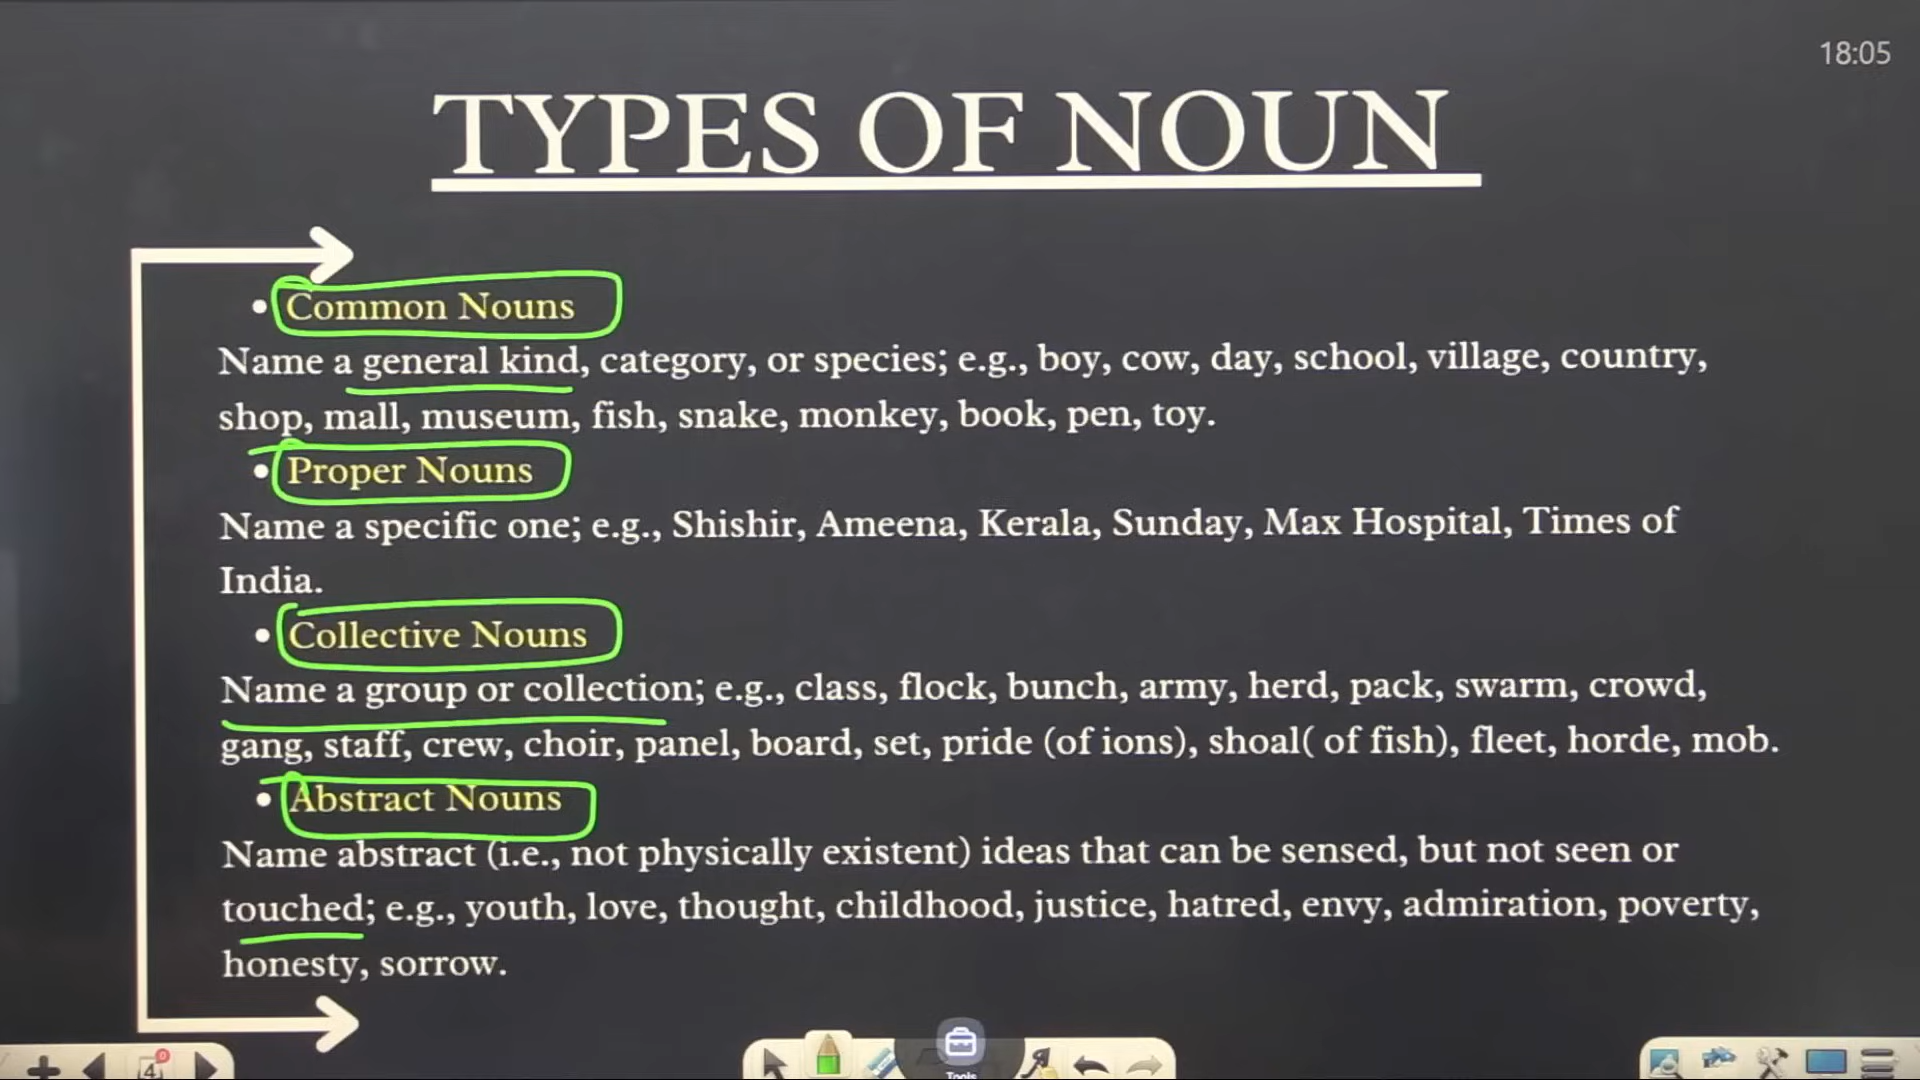 18:05
TYPES OF NOUN
• Common Nouns
Name a general kind, category, or species; e.g., boy, cow, day, school, village, country,
shop, mall, museum, fish, snake, monkey, book, pen, toy.
• Proper Nouns
Name a specific one; e.g., Shishir, Ameena, Kerala, Sunday, Max Hospital, Times of
India.
• Collective Nouns
Name a group or collection; e.g., class, flock, bunch, army, herd, pack, swarm, crowd,
gang, staff, crew, choir, panel, board, set, pride (of ions), shoal( of fish), fleet, horde, mob.
• Abstract Nouns
Name abstract (i.e., not physically existent) ideas that can be sensed, but not seen or
touched; e.g., youth, love, thought, childhood, justice, hatred, envy, admiration, poverty,
honesty, sorrow.
4
0
Tools